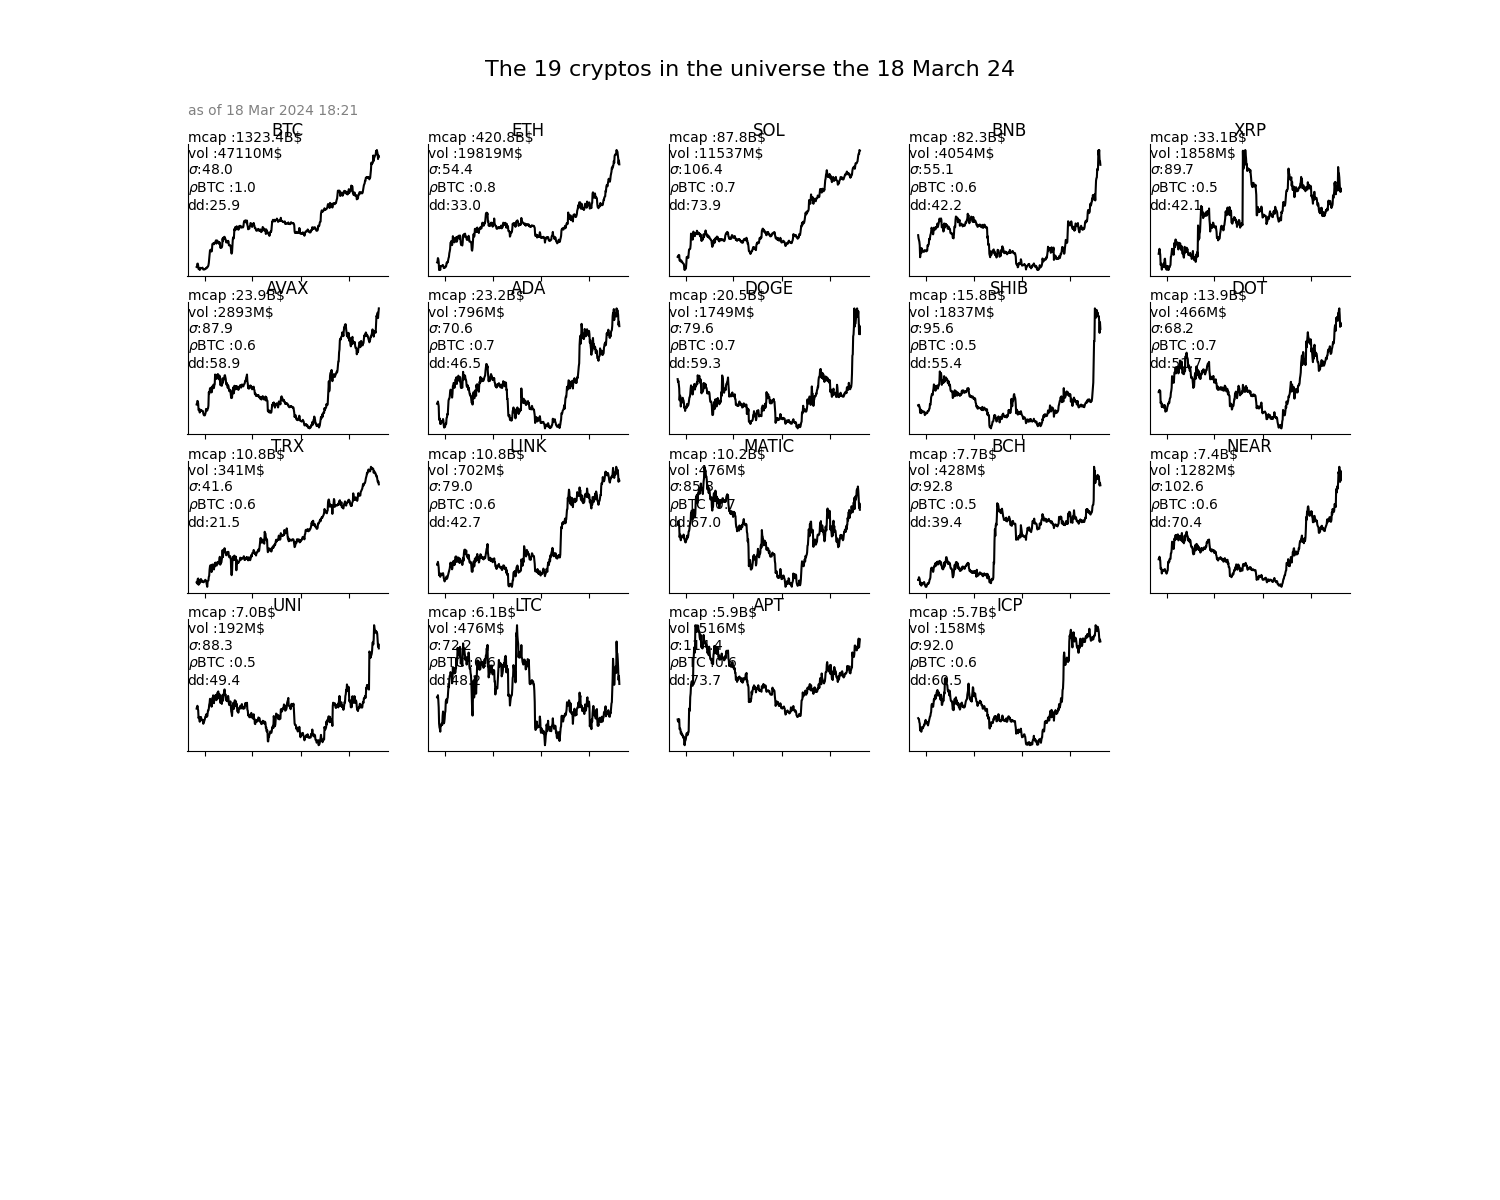 The 19 cryptos in the universe the 18 March 24
as of 18 Mar 2024 18:21
BTC
mcap :1323.4B$
vol :47110M$
σ:48.0
ρBTC :1.0
dd:25.9
ETH
mcap :420.8B$
vol :19819M$
σ:54.4
ρBTC :0.8
dd:33.0
SOL
mcap :87.8B$
vol :11537M$
σ:106.4
ρBTC :0.7
dd:73.9
BNB
mcap :82.3B$
vol :4054M$
σ:55.1
ρBTC :0.6
dd:42.2
XRP
mcap :33.1B$
vol :1858M$
σ:89.7
ρBTC :0.5
dd:42.1
AVAX
mcap :23.9B$
vol :2893M$
σ:87.9
ρBTC :0.6
dd:58.9
ADA
mcap :23.2B$
vol :796M$
σ:70.6
ρBTC :0.7
dd:46.5
DOGE
mcap :20.5B$
vol :1749M$
σ:79.6
ρBTC :0.7
dd:59.3
SHIB
mcap :15.8B$
vol :1837M$
σ:95.6
ρBTC :0.5
dd:55.4
DOT
mcap :13.9B$
vol :466M$
σ:68.2
ρBTC :0.7
TRX
mcap :10.8B$
vol :341M$
σ:41.6
ρBTC :0.6
dd:21.5
LINK
mcap :10.8B$
vol :702M$
σ:79.0
ρBTC :0.6
dd:42.7
MATIC
mcap :10.2B$
vol :476M$
σ:85.8
ρBTC :0.7
dd:67.0
BCH
mcap :7.7B$
vol :428M$
σ:92.8
ρBTC :0.5
dd:39.4
NEAR
mcap :7.4B$
vol :1282M$
σ:102.6
ρBTC :0.6
dd:70.4
UNI
mcap :7.0B$
vol :192M$
σ:88.3
ρBTC :0.5
dd:49.4
LTC
mcap :6.1B$
vol :476M$
σ:72.2
ρBTC :0.6
dd:48.2
APT
mcap :5.9B$
vol :516M$
ρBTC :0.6
dd:73.7
ICP
mcap :5.7B$
vol :158M$
σ:92.0
ρBTC :0.6
dd:60.5